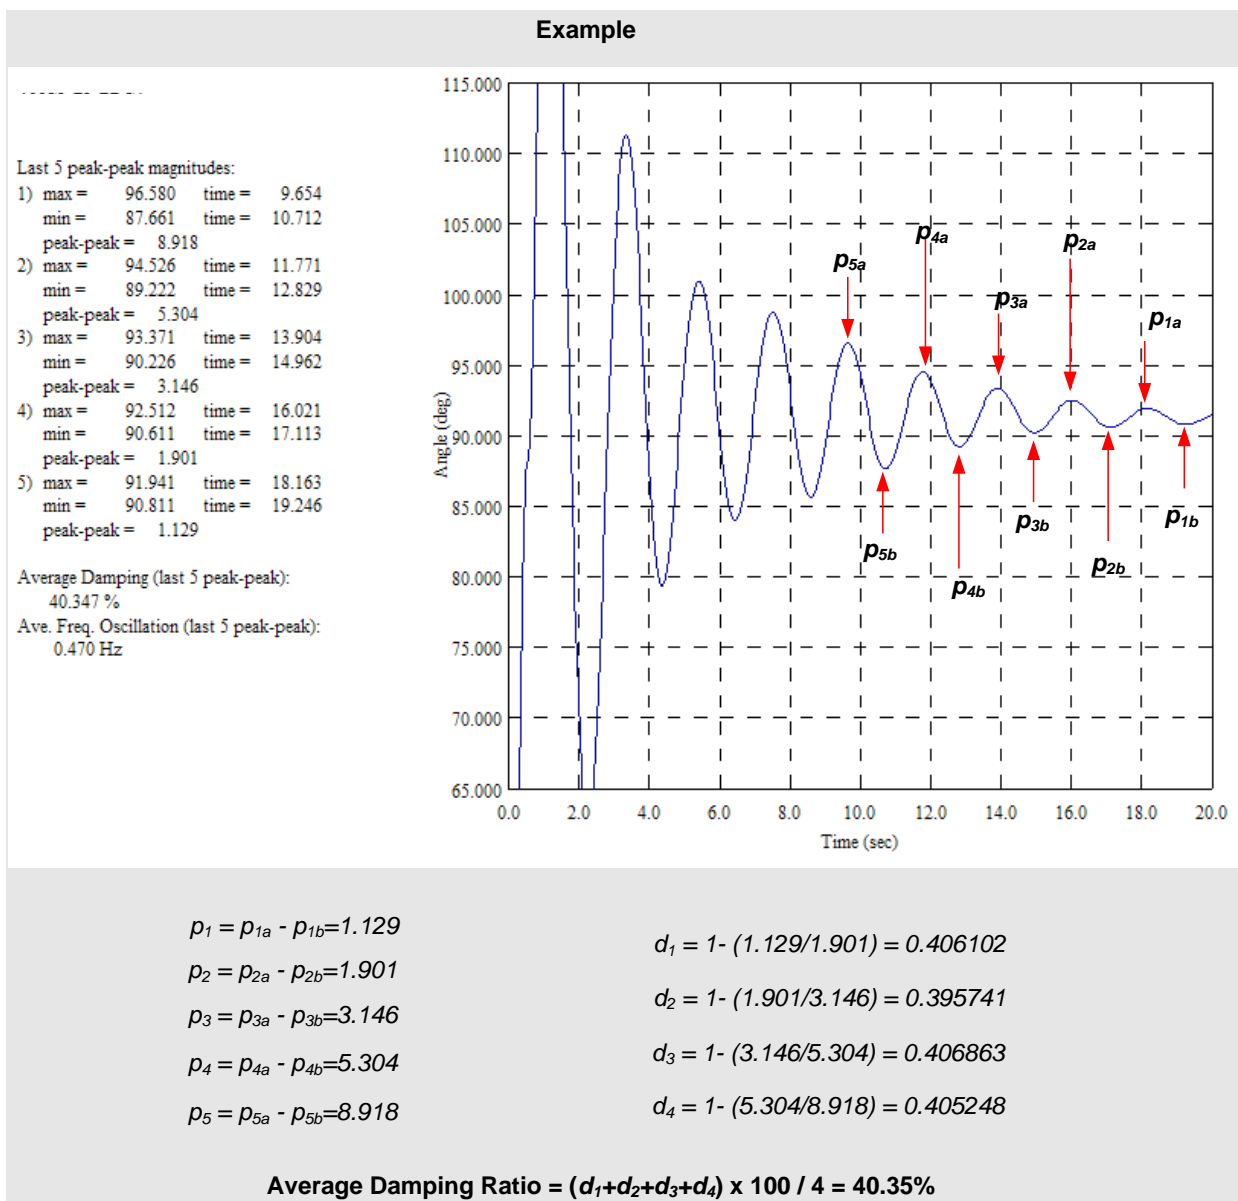 Example
Last 5 peak-peak magnitudes:
1) max = 96.580 time = 9.654
min = 87.661 time = 10.712
peak-peak = 8.918
2) max = 94.526 time = 11.771
min = 89.222 time = 12.829
peak-peak = 5.304
3) max = 93.371 time = 13.904
min = 90.226 time = 14.962
peak-peak = 3.146
4) max = 92.512 time = 16.021
min = 90.611 time = 17.113
peak-peak = 1.901
5) max = 91.941 time = 18.163
min = 90.811 time = 19.246
peak-peak = 1.129
Average Damping (last 5 peak-peak):
40.347 %
Ave. Freq. Oscillation (last 5 peak-peak):
0.470 Hz
115.000
110.000
105.000
100.000
95.000
90.000
85.000
80.000
75.000
70.000
65.000
Angle (deg)
p5a
p4a
p3a
p2a
p1a
p5b
p4b
p3b
p2b
p1b
0.0 2.0 4.0 6.0 8.0 10.0 12.0 14.0 16.0 18.0 20.0
Time (sec)
p1 = p1a - p1b=1.129
p2 = p2a - p2b=1.901
p3 = p3a - p3b=3.146
p4 = p4a - p4b=5.304
p5 = p5a - p5b=8.918
d1 = 1- (1.129/1.901) = 0.406102
d2 = 1- (1.901/3.146) = 0.395741
d3 = 1- (3.146/5.304) = 0.406863
d4 = 1- (5.304/8.918) = 0.405248
Average Damping Ratio = (d1+d2+d3+d4) x 100 / 4 = 40.35%